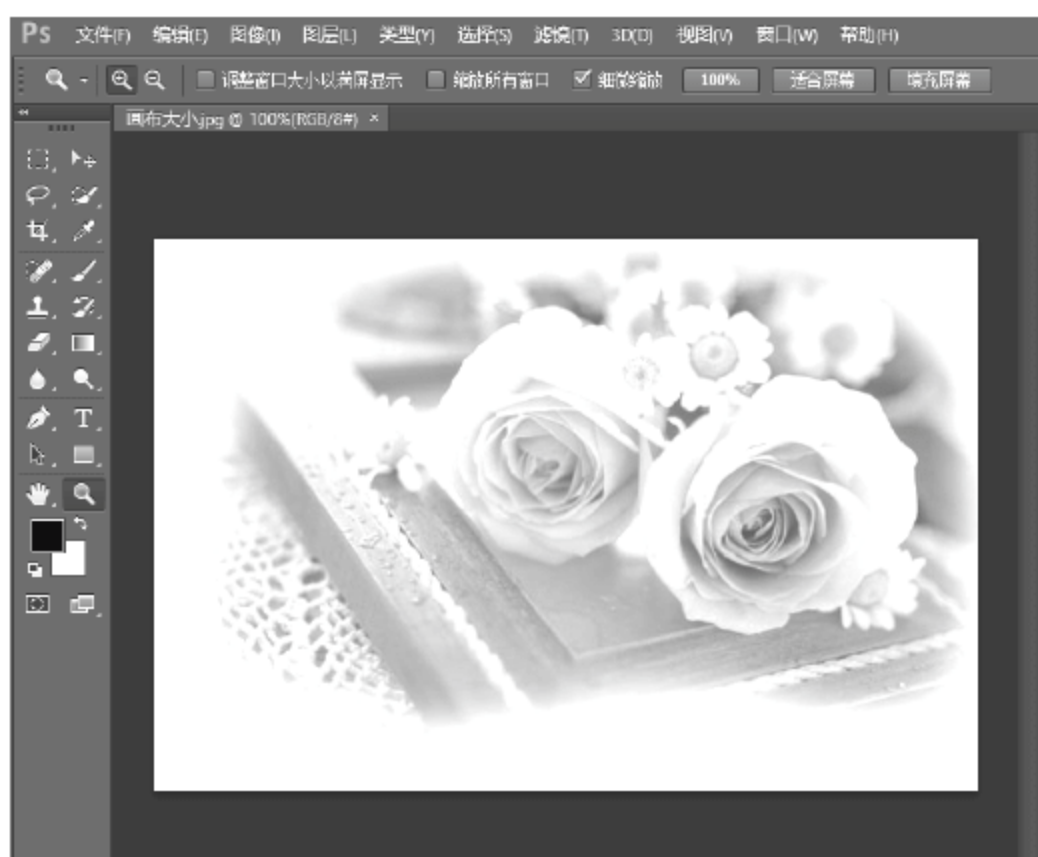 Ps 文件(F) 编辑(E) 图像(I) 图层(L) 类型(Y) 选择(S) 滤镜(T) 3D(D) 视图(V) 窗口(W) 帮助(H)
调整窗口大小以满屏显示 缩放所有窗口 细微缩放 100% 适合屏幕 填充屏幕
画布大小.jpg @ 100%(RGB/8#) ×
T